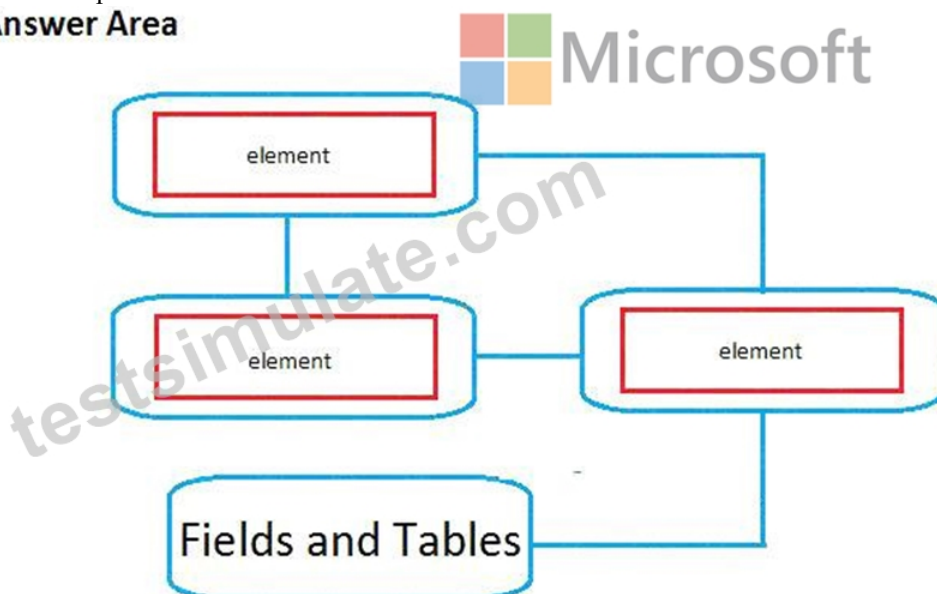 Answer Area
Microsoft
element
testsimulate.com
element
element
Fields and Tables